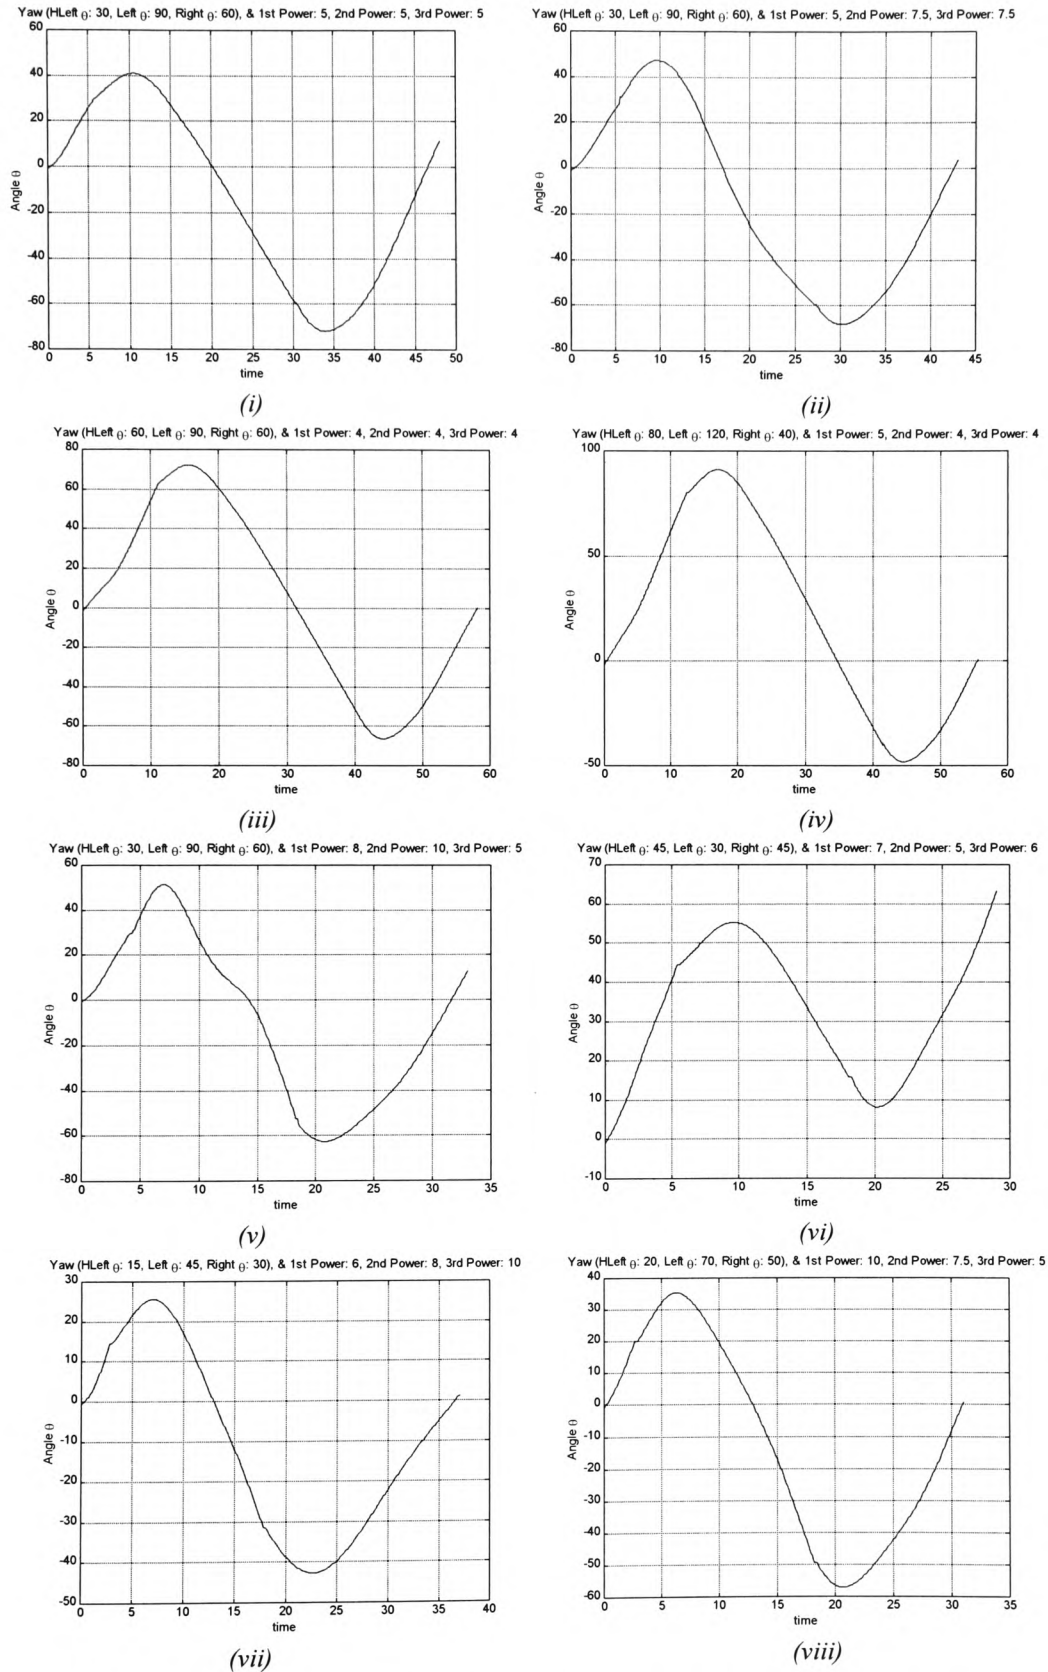 Yaw (HLeft θ: 30, Left θ: 90, Right θ: 60), & 1st Power: 5, 2nd Power: 5, 3rd Power: 5
60
40
20
0
-20
-40
-60
-80
Angle θ
0 5 10 15 20 25 30 35 40 45 50
time
(i)
Yaw (HLeft θ: 30, Left θ: 90, Right θ: 60), & 1st Power: 5, 2nd Power: 7.5, 3rd Power: 7.5
60
40
20
0
-20
-40
-60
-80
Angle θ
0 5 10 15 20 25 30 35 40 45
time
(ii)
Yaw (HLeft θ: 60, Left θ: 90, Right θ: 60), & 1st Power: 4, 2nd Power: 4, 3rd Power: 4
80
60
40
20
0
-20
-40
-60
-80
Angle θ
0 10 20 30 40 50 60
time
(iii)
Yaw (HLeft θ: 80, Left θ: 120, Right θ: 40), & 1st Power: 5, 2nd Power: 4, 3rd Power: 4
100
50
0
-50
Angle θ
0 10 20 30 40 50 60
time
(iv)
Yaw (HLeft θ: 30, Left θ: 90, Right θ: 60), & 1st Power: 8, 2nd Power: 10, 3rd Power: 5
60
40
20
0
-20
-40
-60
-80
Angle θ
0 5 10 15 20 25 30 35
time
(v)
Yaw (HLeft θ: 45, Left θ: 30, Right θ: 45), & 1st Power: 7, 2nd Power: 5, 3rd Power: 6
70
60
50
40
30
20
10
0
-10
Angle θ
0 5 10 15 20 25 30
time
(vi)
Yaw (HLeft θ: 15, Left θ: 45, Right θ: 30), & 1st Power: 6, 2nd Power: 8, 3rd Power: 10
30
20
10
0
-10
-20
-30
-40
-50
Angle θ
0 5 10 15 20 25 30 35 40
time
(vii)
Yaw (HLeft θ: 20, Left θ: 70, Right θ: 50), & 1st Power: 10, 2nd Power: 7.5, 3rd Power: 5
40
30
20
10
0
-10
-20
-30
-40
-50
-60
Angle θ
0 5 10 15 20 25 30 35
time
(viii)